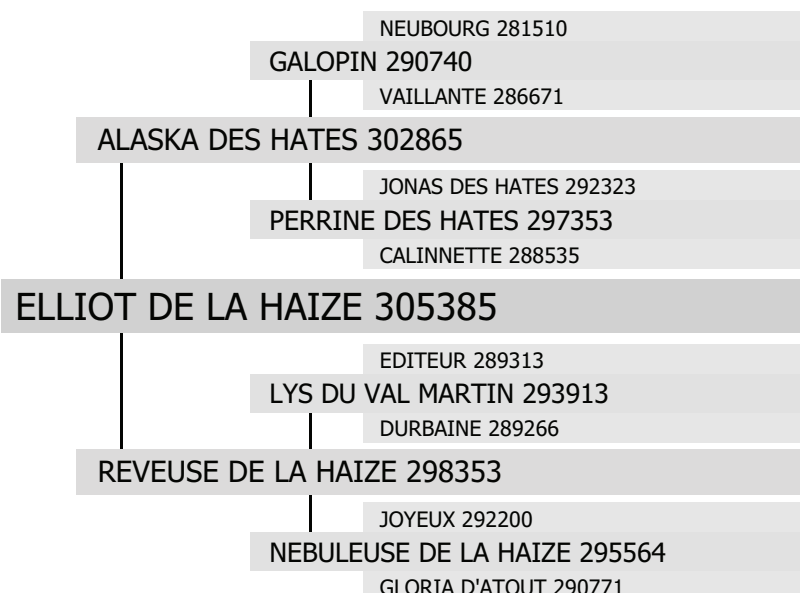 NEUBOURG 281510
GALOPIN 290740
VAILLANTE 286671
ALASKA DES HATES 302865
JONAS DES HATES 292323
PERRINE DES HATES 297353
CALINNETTE 288535
ELLIOT DE LA HAIZE 305385
EDITEUR 289313
LYS DU VAL MARTIN 293913
DURBAINE 289266
REVEUSE DE LA HAIZE 298353
JOYEUX 292200
NEBULEUSE DE LA HAIZE 295564
GLORIA D'ATOUT 290771